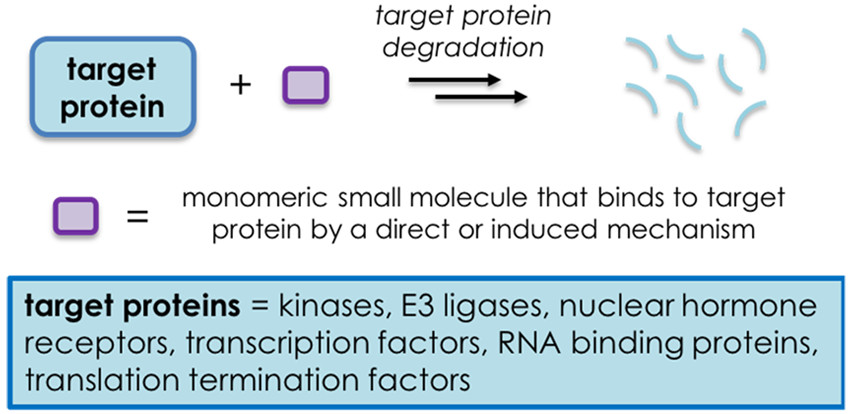 target protein
degradation
target
protein
+
=
monomeric small molecule that binds to target
protein by a direct or induced mechanism
target proteins = kinases, E3 ligases, nuclear hormone
receptors, transcription factors, RNA binding proteins,
translation termination factors